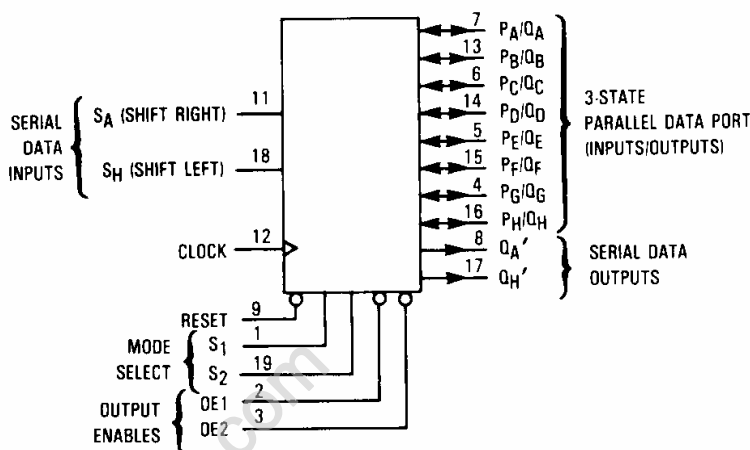 7 PA/QA
13 PB/QB
6 PC/QC
14 PD/QD
5 PE/QE
15 PF/QF
4 PG/QG
16 PH/QH
3-STATE
PARALLEL DATA PORT
(INPUTS/OUTPUTS)
SERIAL
DATA
INPUTS
SA (SHIFT RIGHT) 11
SH (SHIFT LEFT) 18
CLOCK 12
8 QA'
17 QH'
SERIAL DATA
OUTPUTS
RESET 9
MODE
SELECT
S1 1
S2 19
OUTPUT
ENABLES
OE1 2
OE2 3
.com